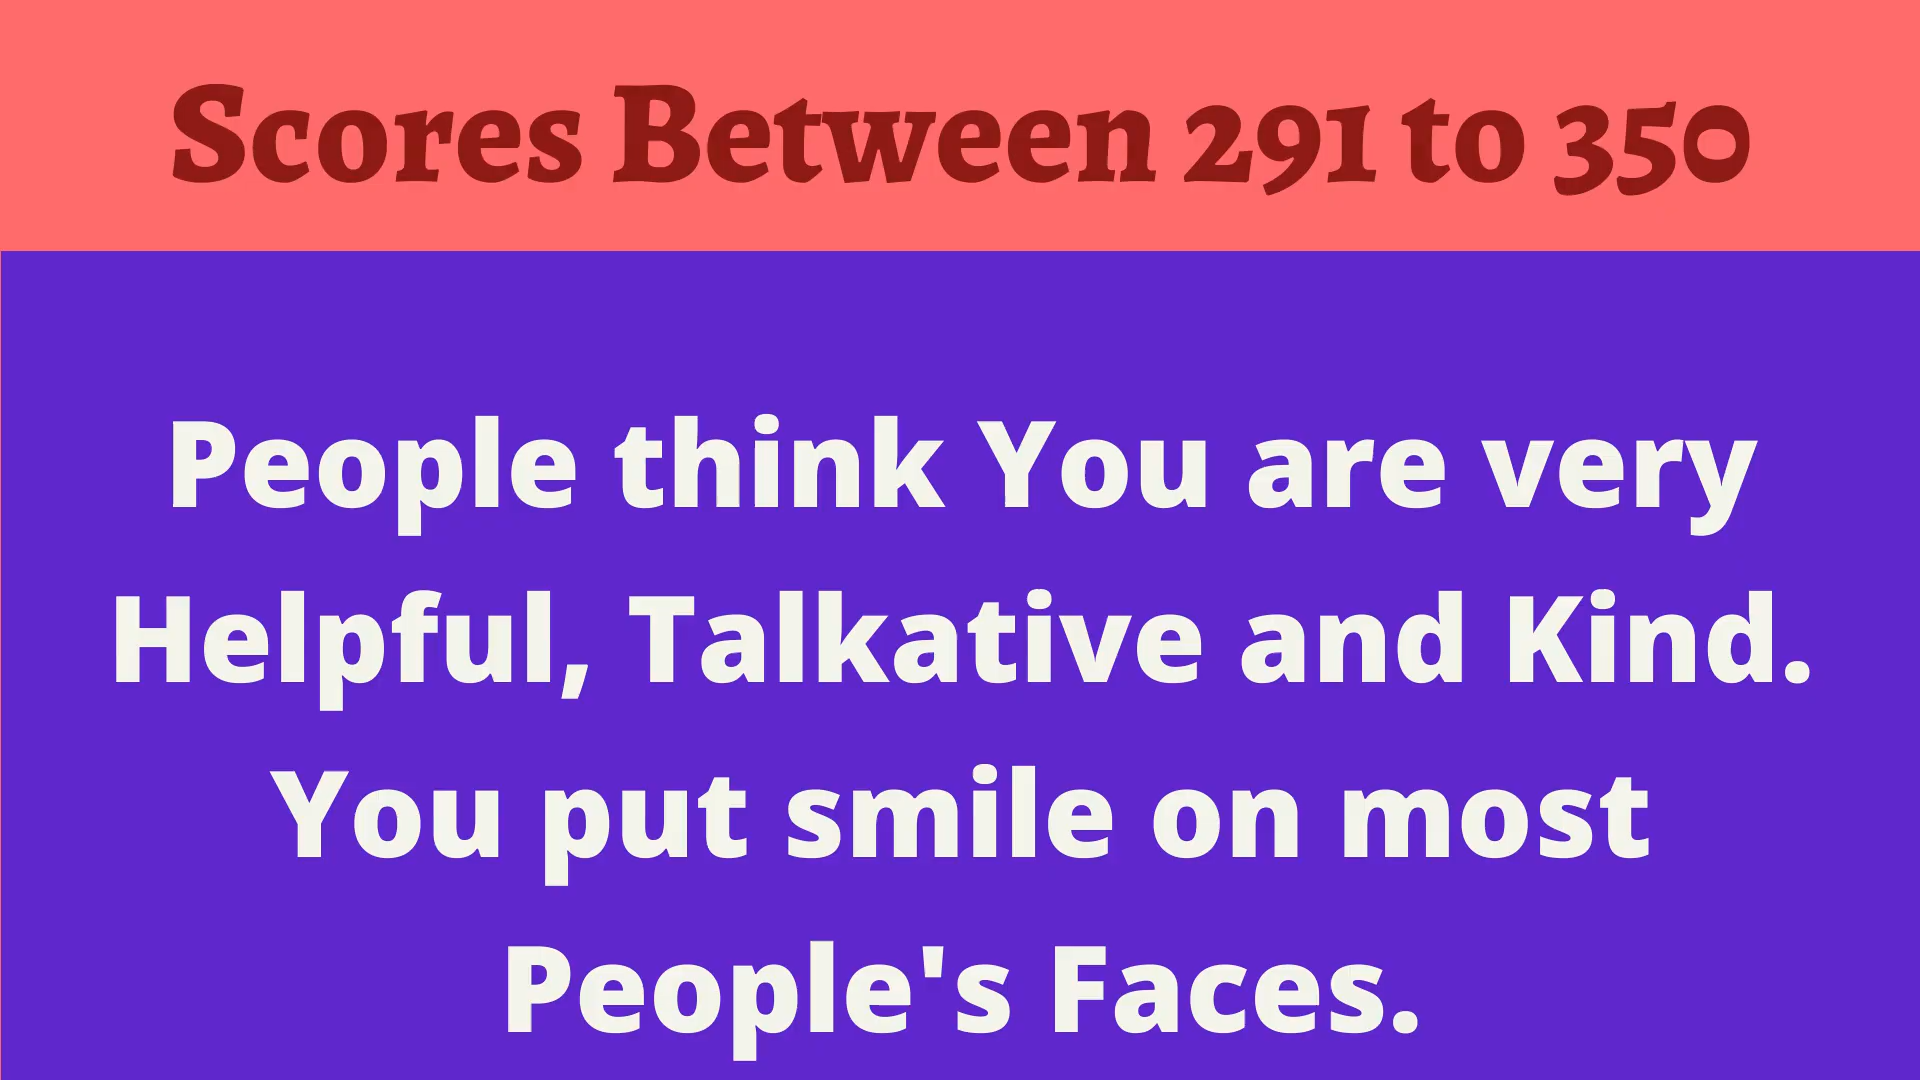 Scores Between 291 to 350
People think You are very
Helpful, Talkative and Kind.
You put smile on most
People's Faces.